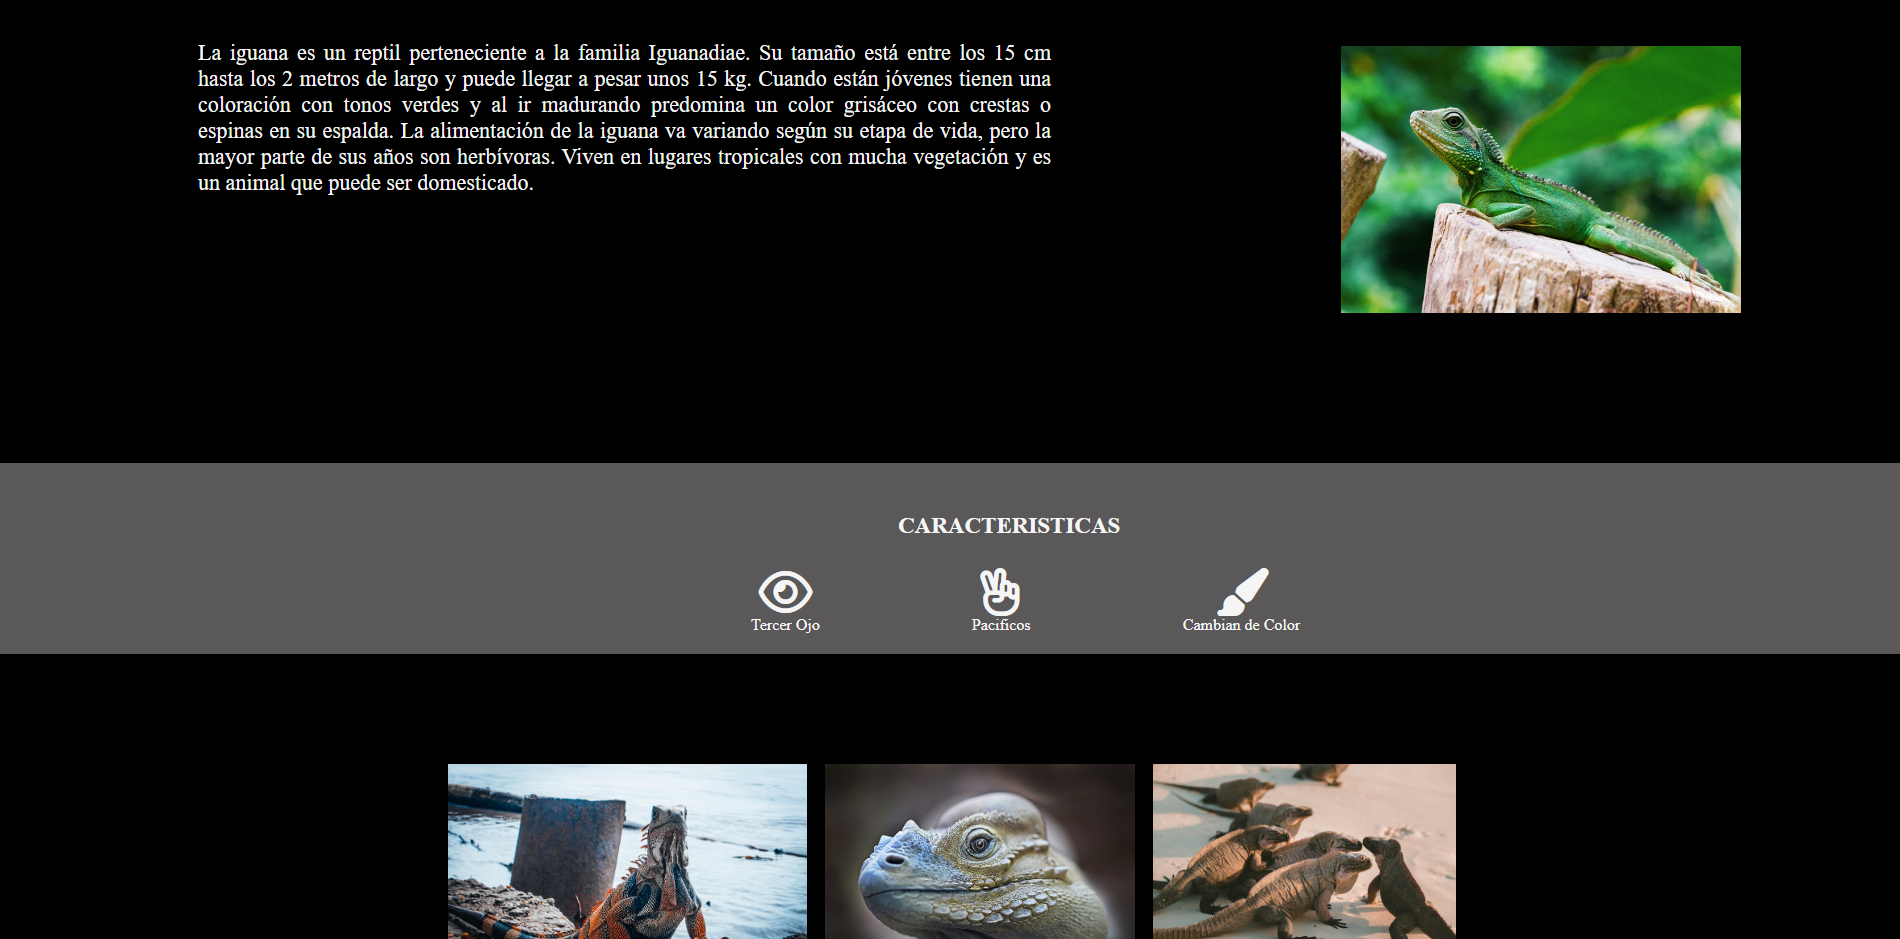 La iguana es un reptil perteneciente a la familia Iguanadiae. Su tamaño está entre los 15 cm
hasta los 2 metros de largo y puede llegar a pesar unos 15 kg. Cuando están jóvenes tienen una
coloración con tonos verdes y al ir madurando predomina un color grisáceo con crestas o
espinas en su espalda. La alimentación de la iguana va variando según su etapa de vida, pero la
mayor parte de sus años son herbívoras. Viven en lugares tropicales con mucha vegetación y es
un animal que puede ser domesticado.
CARACTERISTICAS
Tercer Ojo
Pacificos
Cambian de Color